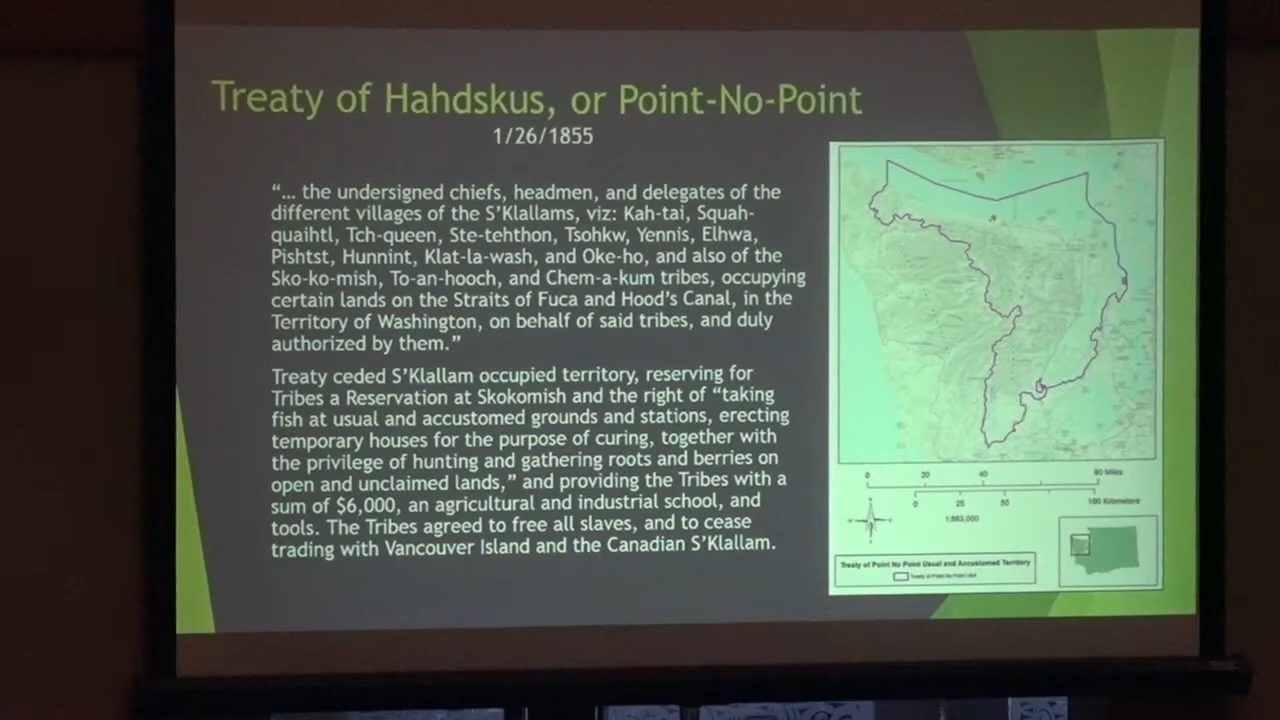 Treaty of Hahdskus, or Point-No-Point
1/26/1855
“... the undersigned chiefs, headmen, and delegates of the
different villages of the S’Klallams, viz: Kah-tai, Squah-
quaihtl, Tch-queen, Ste-tehthon, Tsohkw, Yennis, Elhwa,
Pishtst, Hunnint, Klat-la-wash, and Oke-ho, and also of the
Sko-ko-mish, To-an-hooch, and Chem-a-kum tribes, occupying
certain lands on the Straits of Fuca and Hood’s Canal, in the
Territory of Washington, on behalf of said tribes, and duly
authorized by them.”
Treaty ceded S’Klallam occupied territory, reserving for
Tribes a Reservation at Skokomish and the right of “taking
fish at usual and accustomed grounds and stations, erecting
temporary houses for the purpose of curing, together with
the privilege of hunting and gathering roots and berries on
open and unclaimed lands,” and providing the Tribes with a
sum of $6,000, an agricultural and industrial school, and
tools. The Tribes agreed to free all slaves, and to cease
trading with Vancouver Island and the Canadian S’Klallam.
0 20 40 80 Miles
0 25 50 100 Kilometers
1:863,000
Treaty of Point No Point Usual and Accustomed Territory
Treaty of Point No Point U&A